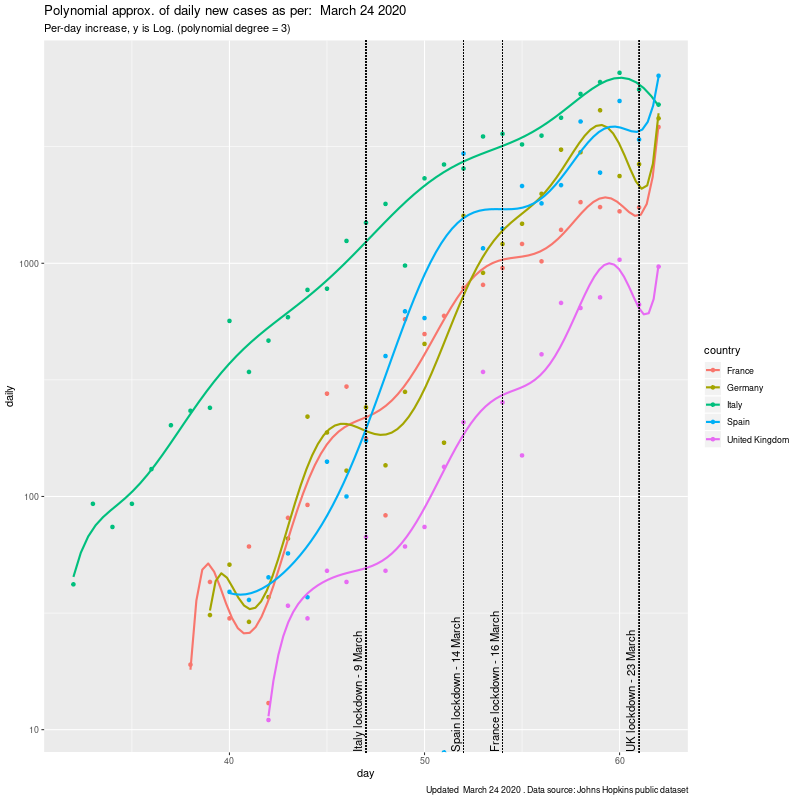 Polynomial approx. of daily new cases as per:  March 24 2020
Per-day increase, y is Log. (polynomial degree = 3)
1000
100
10
daily
Italy lockdown - 9 March
Spain lockdown - 14 March
France lockdown - 16 March
UK lockdown - 23 March
40
50
60
day
country
France
Germany
Italy
Spain
United Kingdom
Updated  March 24 2020 . Data source: Johns Hopkins public dataset